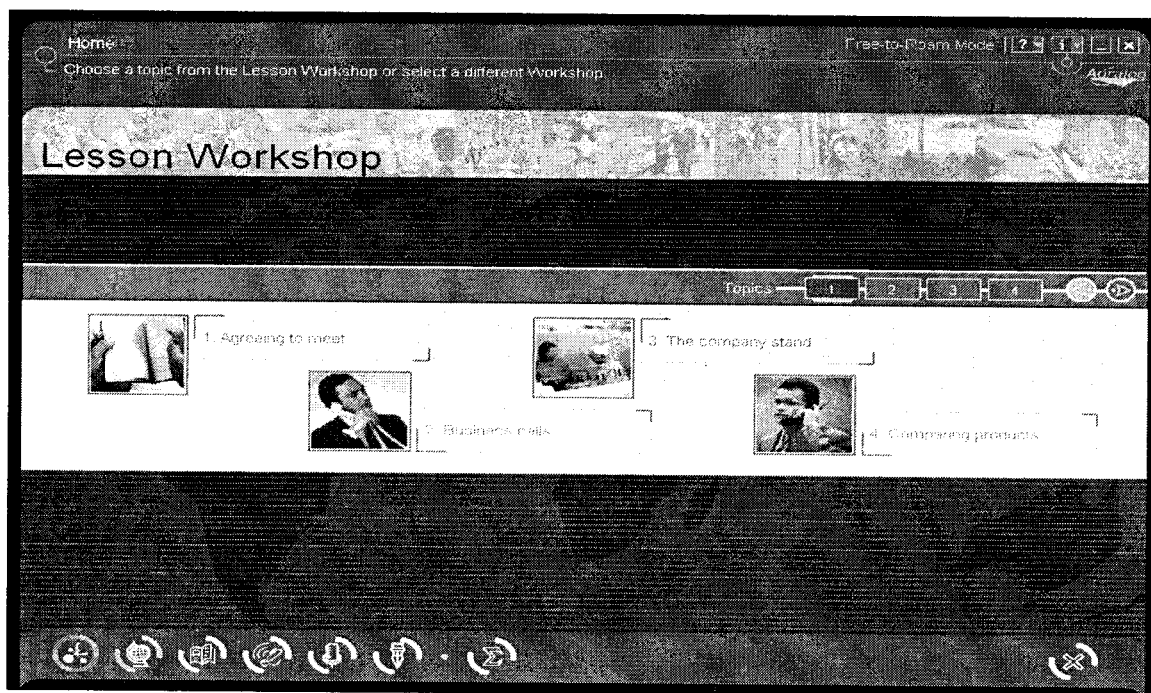 Home
Free-to-Roam Mode ? i _ X
Choose a topic from the Lesson Workshop or select a different Workshop.
Auralog
Lesson Workshop
Topics 1 2 3 4
1. Agreeing to meet
3. The company stand
2. Business calls
4. Comparing products
Σ